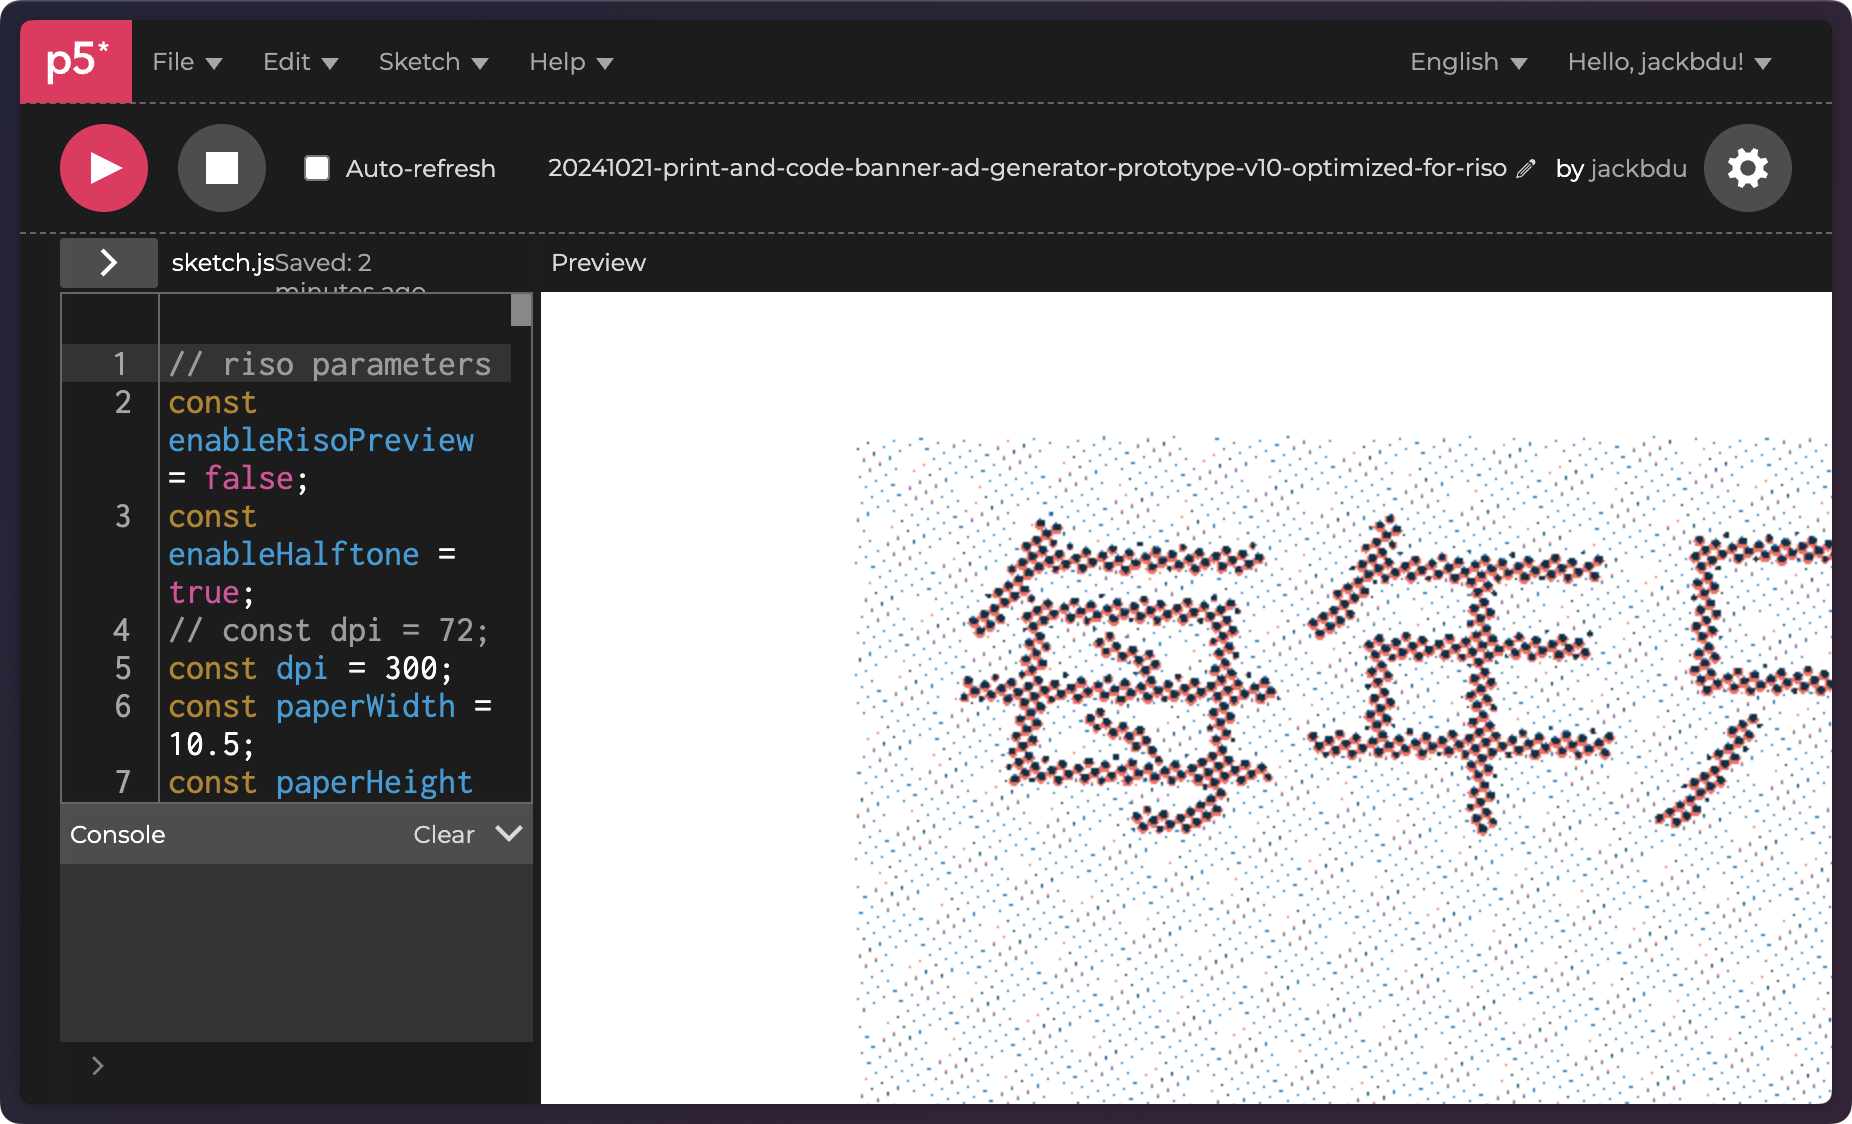 p5*
File
Edit
Sketch
Help
English
Hello, jackbdu!
Auto-refresh
20241021-print-and-code-banner-ad-generator-prototype-v10-optimized-for-riso
by jackbdu
sketch.js
Saved: 2
minutes ago
Preview
1 // riso parameters
2 const
enableRisoPreview
= false;
3 const
enableHalftone =
true;
4 // const dpi = 72;
5 const dpi = 300;
6 const paperWidth =
10.5;
7 const paperHeight
Console
Clear
>
每年